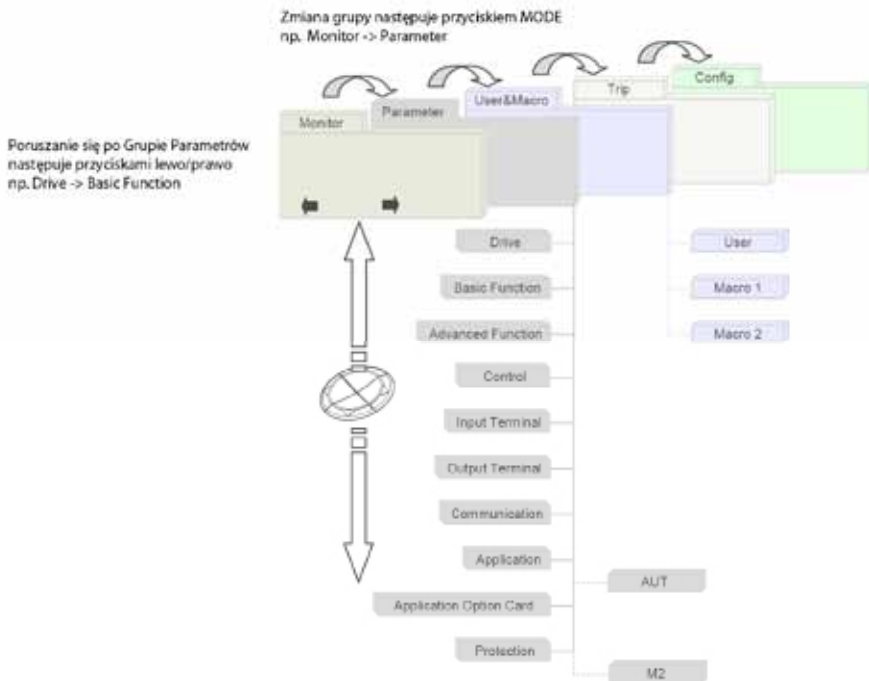 Zmiana grupy następuje przyciskiem MODE
np. Monitor -> Parameter
Monitor
Parameter
User&Macro
Trip
Config
Poruszanie się po Grupie Parametrów
następuje przyciskami lewo/prawo
np. Drive -> Basic Function
Drive
User
Basic Function
Macro 1
Advanced Function
Macro 2
Control
Input Terminal
Output Terminal
Communication
Application
AUT
Application Option Card
Protection
M2